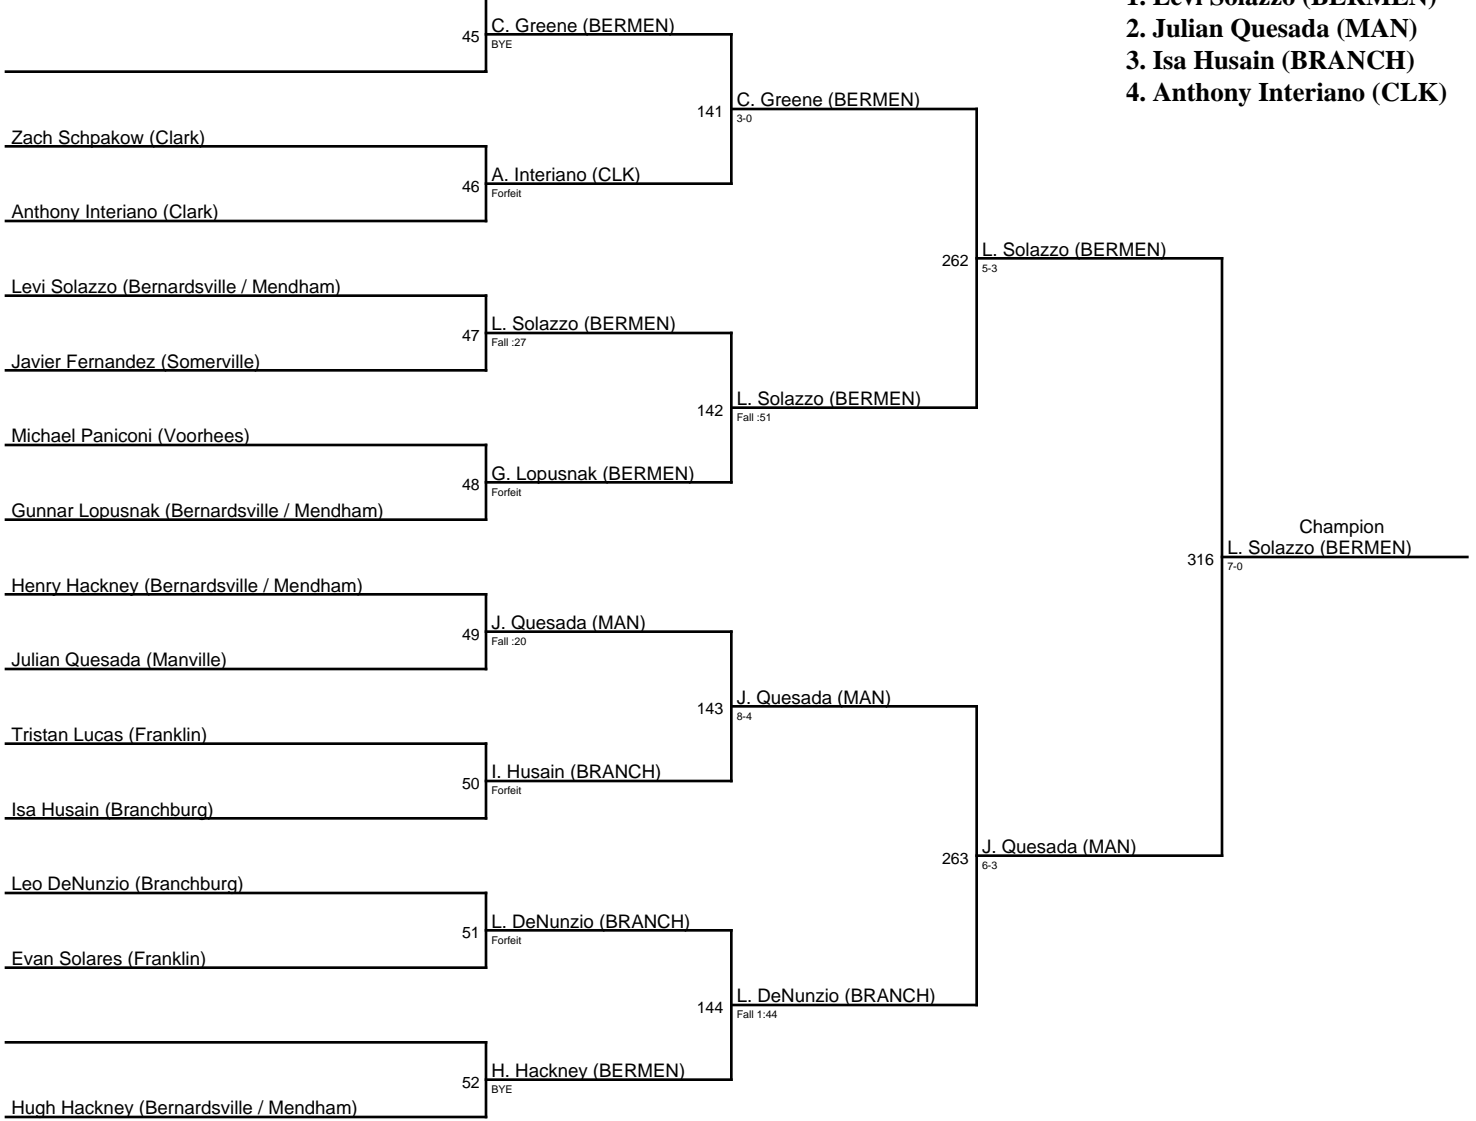 1. Levi Solazzo (BERMEN)
2. Julian Quesada (MAN)
3. Isa Husain (BRANCH)
4. Anthony Interiano (CLK)
45 C. Greene (BERMEN)
BYE
141 C. Greene (BERMEN)
3-0
Zach Schpakow (Clark)
46 A. Interiano (CLK)
Forfeit
Anthony Interiano (Clark)
262 L. Solazzo (BERMEN)
5-3
Levi Solazzo (Bernardsville / Mendham)
47 L. Solazzo (BERMEN)
Fall :27
Javier Fernandez (Somerville)
142 L. Solazzo (BERMEN)
Fall :51
Michael Paniconi (Voorhees)
48 G. Lopusnak (BERMEN)
Forfeit
Gunnar Lopusnak (Bernardsville / Mendham)
Champion
316 L. Solazzo (BERMEN)
7-0
Henry Hackney (Bernardsville / Mendham)
49 J. Quesada (MAN)
Fall :20
Julian Quesada (Manville)
143 J. Quesada (MAN)
8-4
Tristan Lucas (Franklin)
50 I. Husain (BRANCH)
Forfeit
Isa Husain (Branchburg)
263 J. Quesada (MAN)
6-3
Leo DeNunzio (Branchburg)
51 L. DeNunzio (BRANCH)
Forfeit
Evan Solares (Franklin)
144 L. DeNunzio (BRANCH)
Fall 1:44
52 H. Hackney (BERMEN)
BYE
Hugh Hackney (Bernardsville / Mendham)